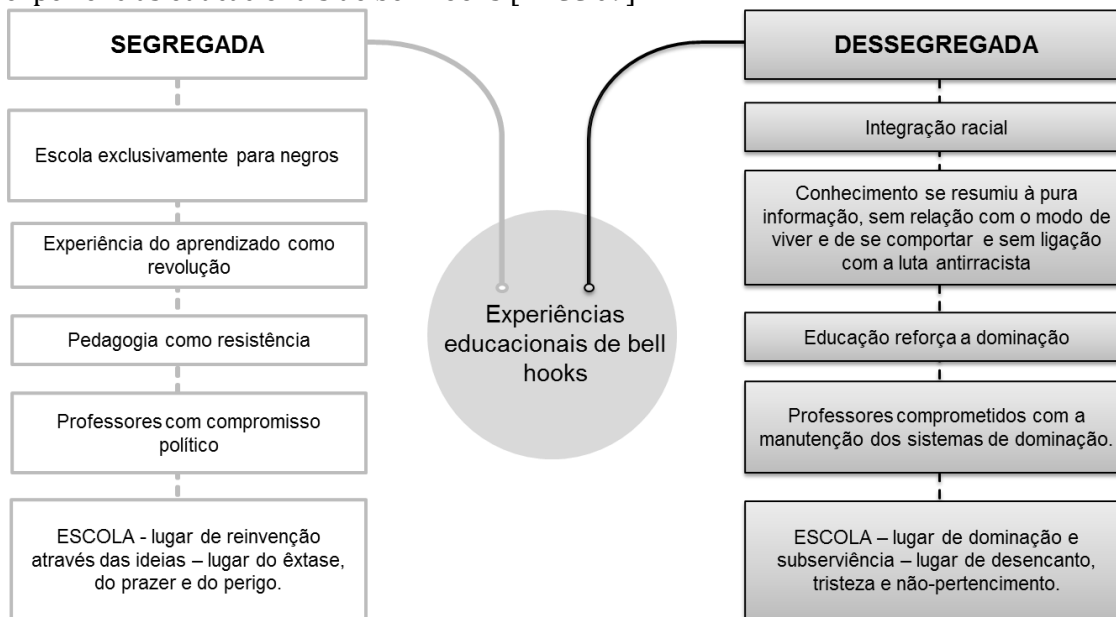 SEGREGADA
Escola exclusivamente para negros
Experiência do aprendizado como
revolução
Pedagogia como resistência
Professores com compromisso
político
ESCOLA - lugar de reinvenção
através das ideias – lugar do êxtase,
do prazer e do perigo.
Experiências
educacionais de bell
hooks
DESSEGREGADA
Integração racial
Conhecimento se resumiu à pura
informação, sem relação com o modo de
viver e de se comportar e sem ligação
com a luta antirracista
Educação reforça a dominação
Professores comprometidos com a
manutenção dos sistemas de dominação.
ESCOLA – lugar de dominação e
subserviência – lugar de desencanto,
tristeza e não-pertencimento.